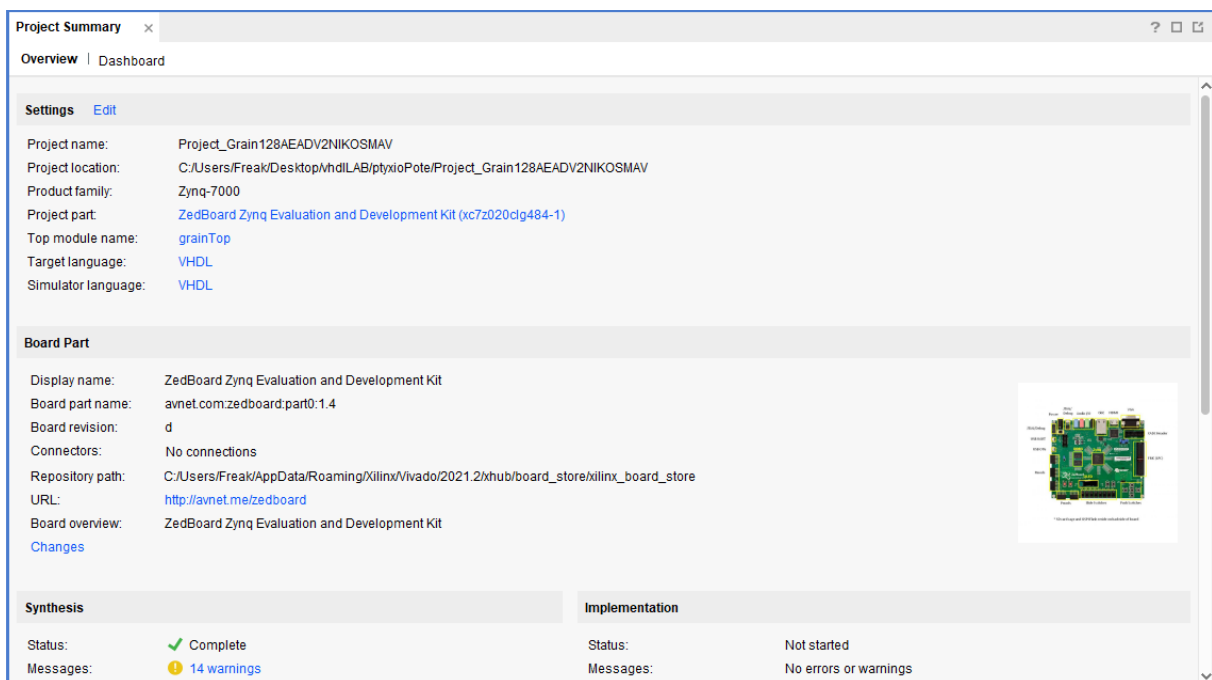 Project Summary ×
? 
Overview | Dashboard
Settings Edit
Project name: Project_Grain128AEADV2NIKOSMAV
Project location: C:/Users/Freak/Desktop/vhdlLAB/ptyxioPote/Project_Grain128AEADV2NIKOSMAV
Product family: Zynq-7000
Project part: ZedBoard Zynq Evaluation and Development Kit (xc7z020clg484-1)
Top module name: grainTop
Target language: VHDL
Simulator language: VHDL
Board Part
Display name: ZedBoard Zynq Evaluation and Development Kit
Board part name: avnet.com:zedboard:part0:1.4
Board revision: d
Connectors: No connections
Repository path: C:/Users/Freak/AppData/Roaming/Xilinx/Vivado/2021.2/xhub/board_store/xilinx_board_store
URL: http://avnet.me/zedboard
Board overview: ZedBoard Zynq Evaluation and Development Kit
Changes
Synthesis
Status: Complete
Messages: 14 warnings
Implementation
Status: Not started
Messages: No errors or warnings